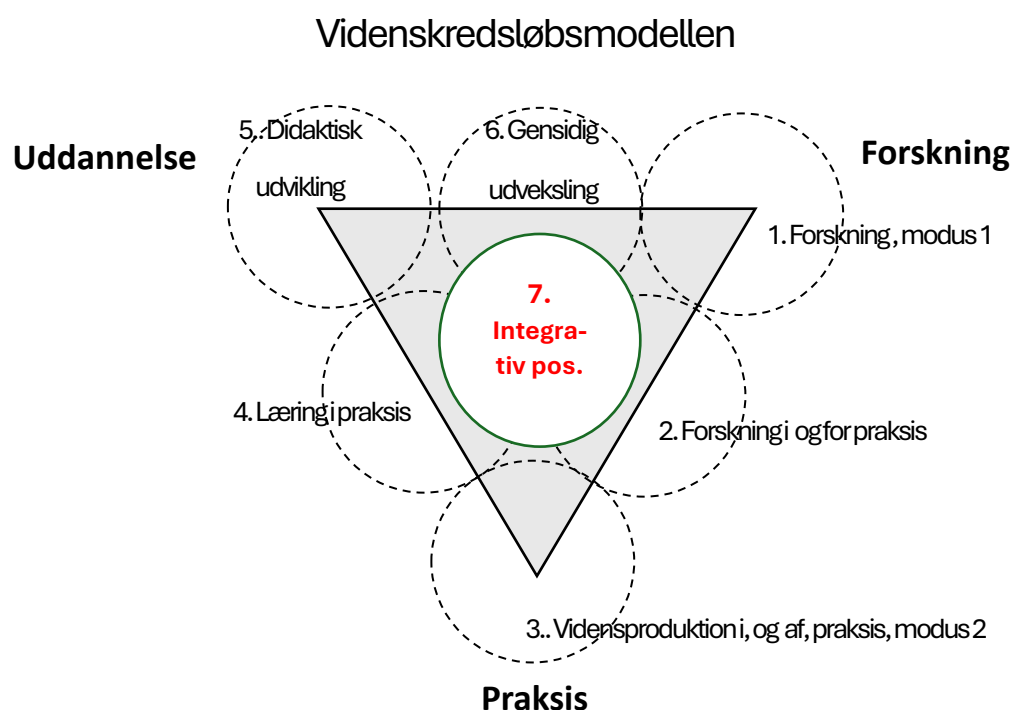 Videnskredsløbsmodellen
5.. Didaktisk
udvikling
6. Gensidig
udveksling
Uddannelse
Forskning
1. Forskning, modus 1
7.
Integra-
tiv pos.
4. Læring i praksis
2. Forskning i og for praksis
3.. Vidensproduktion i, og af, praksis, modus 2
Praksis